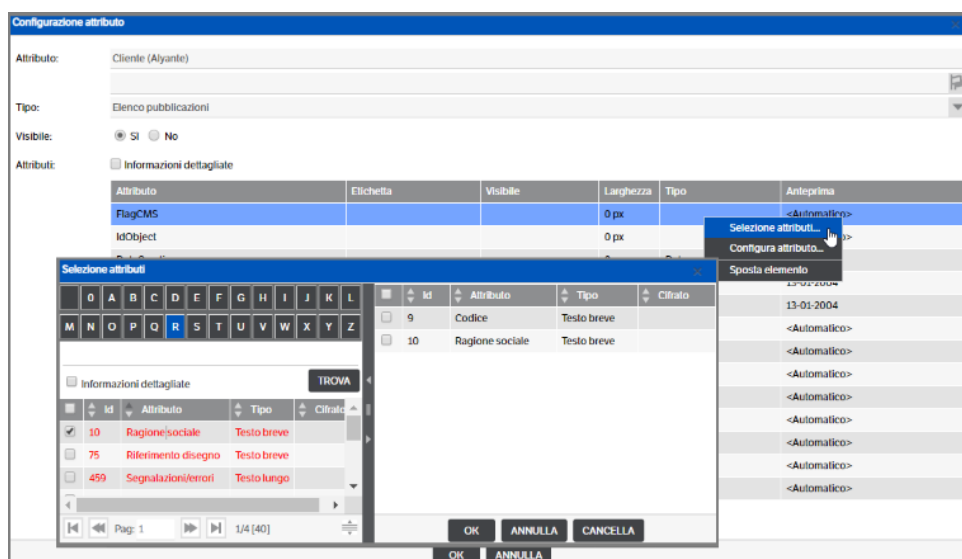 Configurazione attributo
Attributo: Cliente (Alyante)
Tipo: Elenco pubblicazioni
Visibile: Sì No
Attributi: Informazioni dettagliate
Attributo Etichetta Visibile Larghezza Tipo Anteprima
FlagCMS 0 px <Automatico>
IdObject 0 px
Selezione attributi...
Configura attributo...
Sposta elemento
13-01-2004
13-01-2004
<Automatico>
<Automatico>
<Automatico>
<Automatico>
<Automatico>
<Automatico>
<Automatico>
<Automatico>
Selezione attributi
0 A B C D E F G H I J K L
M N O P Q R S T U V W X Y Z
Informazioni dettagliate TROVA
Id Attributo Tipo Cifrato
10 Ragione sociale Testo breve
75 Riferimento disegno Testo breve
459 Segnalazioni/errori Testo lungo
Pag: 1 1/4 [40]
Id Attributo Tipo Cifrato
9 Codice Testo breve
10 Ragione sociale Testo breve
OK ANNULLA CANCELLA
OK ANNULLA